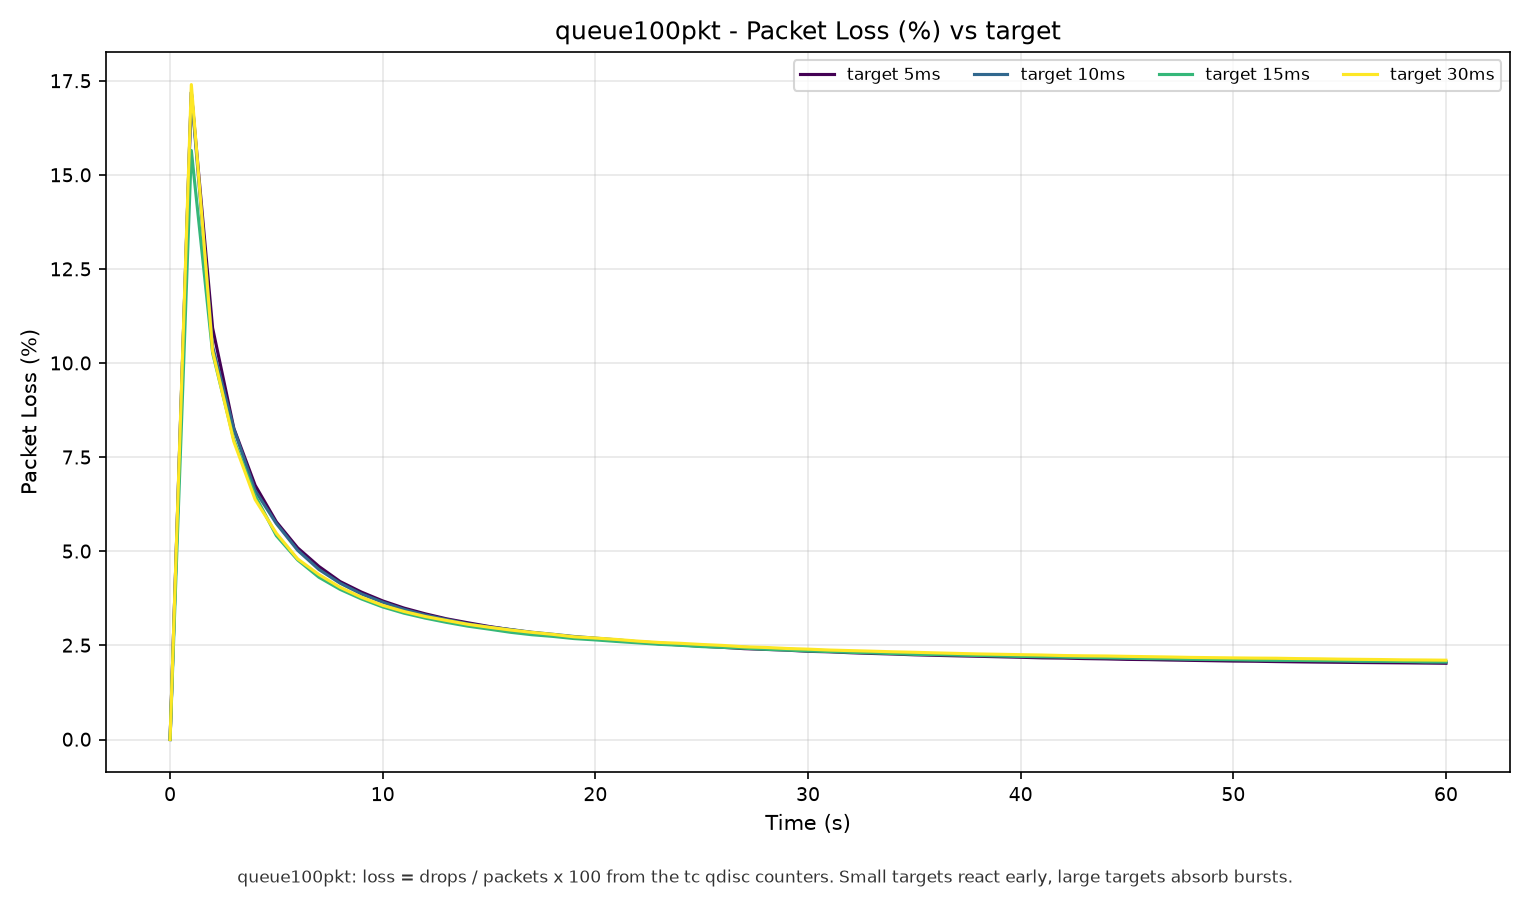 queue100pkt - Packet Loss (%) vs target
target 5ms target 10ms target 15ms target 30ms
17.5
15.0
12.5
10.0
7.5
5.0
2.5
0.0
Packet Loss (%)
0 10 20 30 40 50 60
Time (s)
queue100pkt: loss = drops / packets x 100 from the tc qdisc counters. Small targets react early, large targets absorb bursts.